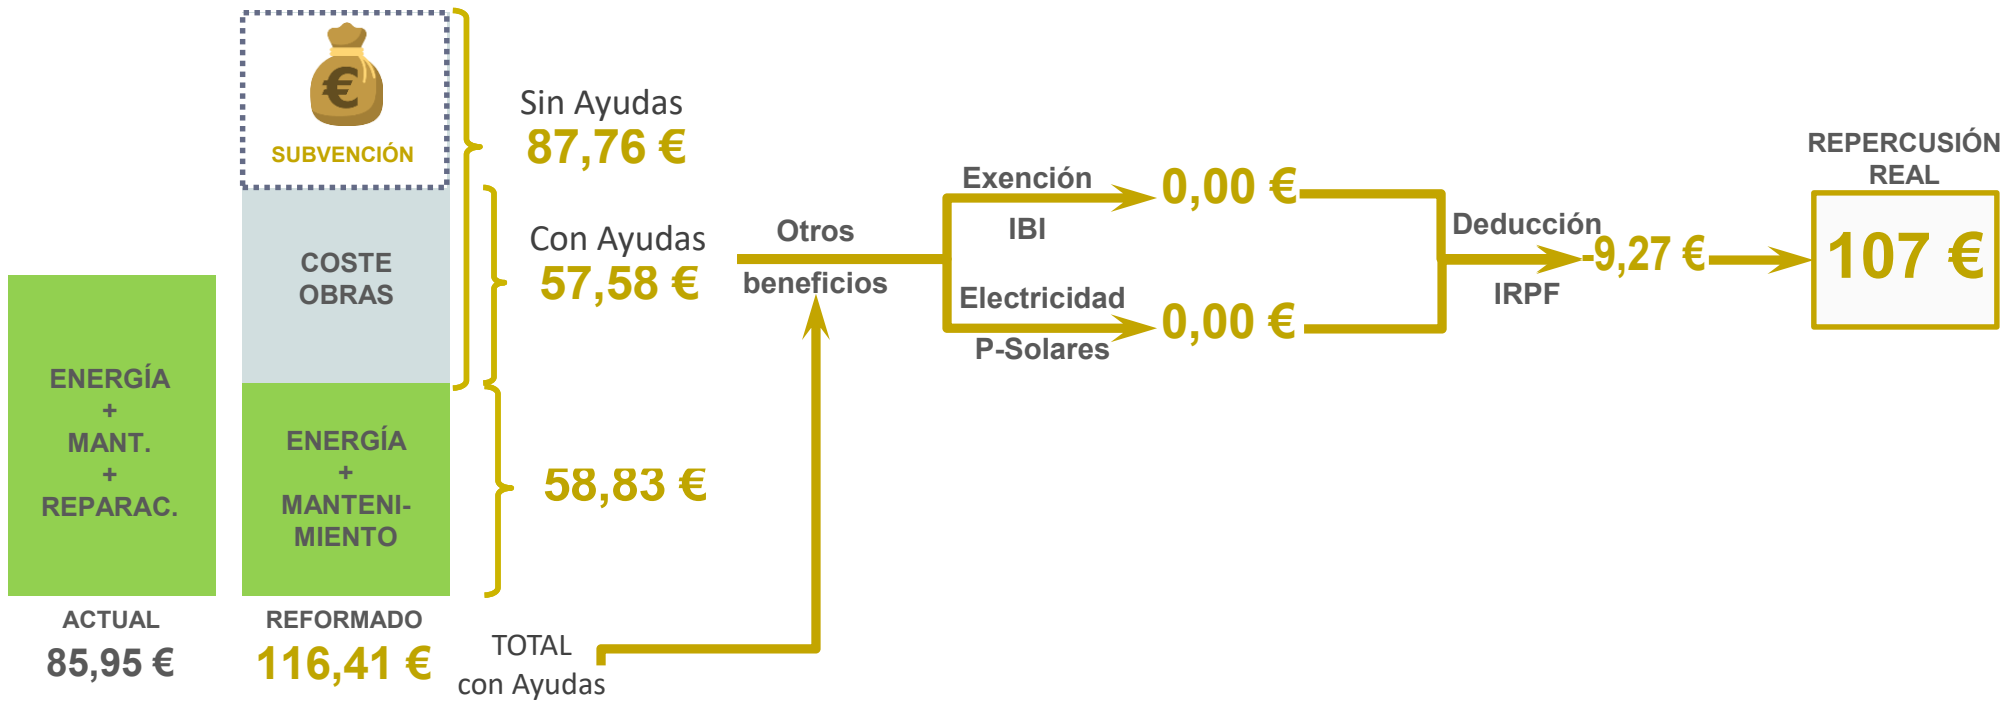 €
SUBVENCIÓN
COSTE
OBRAS
ENERGÍA
+
MANTENI-
MIENTO
ENERGÍA
+
MANT.
+
REPARAC.
ACTUAL
85,95 €
REFORMADO
116,41 €
Sin Ayudas
87,76 €
Con Ayudas
57,58 €
58,83 €
TOTAL
con Ayudas
Otros
beneficios
Exención
IBI
0,00 €
Electricidad
P-Solares
0,00 €
Deducción
IRPF
-9,27 €
REPERCUSIÓN
REAL
107 €